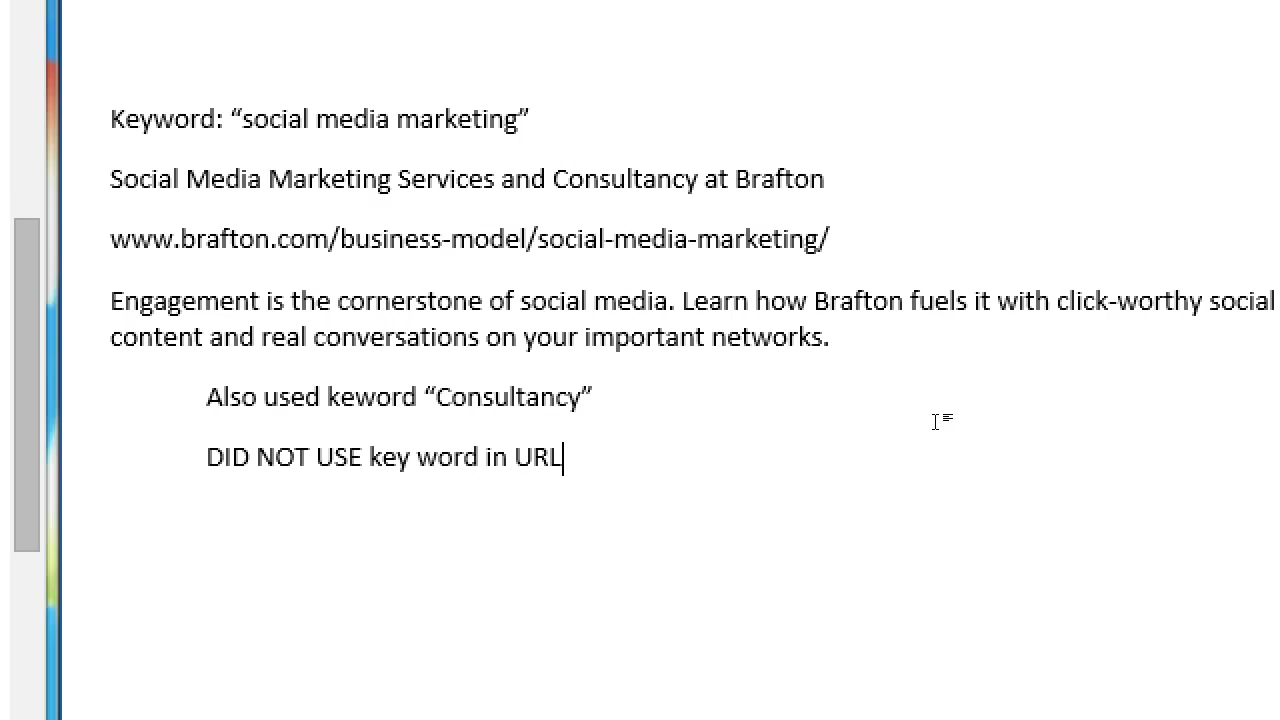 Keyword: “social media marketing”
Social Media Marketing Services and Consultancy at Brafton
www.brafton.com/business-model/social-media-marketing/
Engagement is the cornerstone of social media. Learn how Brafton fuels it with click-worthy social
content and real conversations on your important networks.
Also used keword “Consultancy”
DID NOT USE key word in URL